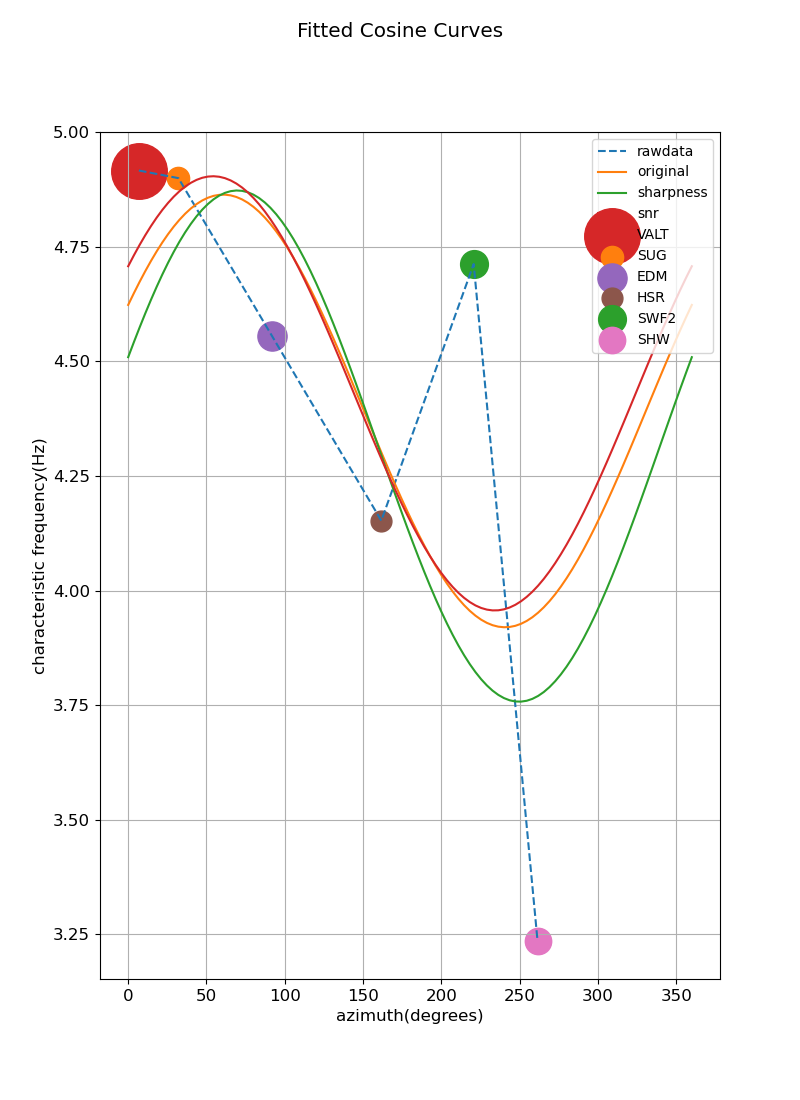 Fitted Cosine Curves
5.00
4.75
4.50
4.25
4.00
3.75
3.50
3.25
characteristic frequency(Hz)
rawdata
original
sharpness
snr
VALT
SUG
EDM
HSR
SWF2
SHW
0 50 100 150 200 250 300 350
azimuth(degrees)